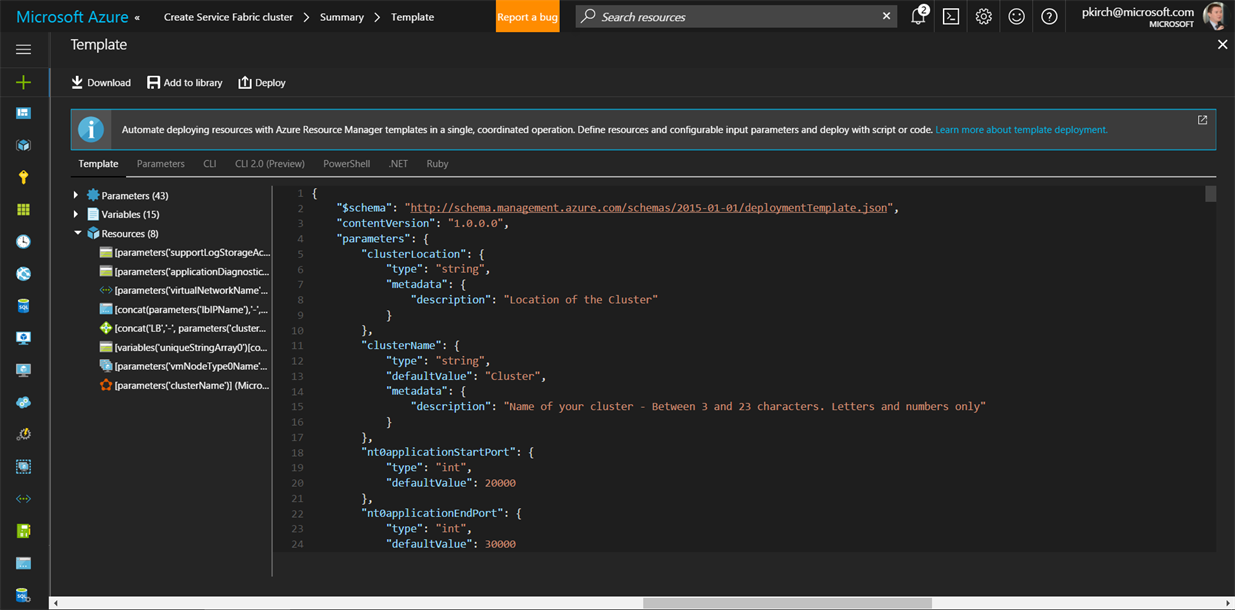 Microsoft Azure «
Create Service Fabric cluster > Summary > Template
Report a bug
Search resources
2
pkirch@microsoft.com
MICROSOFT
Template
Download Add to library Deploy
Automate deploying resources with Azure Resource Manager templates in a single, coordinated operation. Define resources and configurable input parameters and deploy with script or code. Learn more about template deployment.
Template Parameters CLI CLI 2.0 (Preview) PowerShell .NET Ruby
Parameters (43)
Variables (15)
Resources (8)
[parameters('supportLogStorageAc...
[parameters('applicationDiagnostic...
[parameters('virtualNetworkName'...
[concat(parameters('lbIPName'),'-',...
[concat('LB','-', parameters('cluster...
[variables('uniqueStringArray0')[co...
[parameters('vmNodeType0Name'...
[parameters('clusterName')] (Micro...
1 {
2 "$schema": "http://schema.management.azure.com/schemas/2015-01-01/deploymentTemplate.json",
3 "contentVersion": "1.0.0.0",
4 "parameters": {
5 "clusterLocation": {
6 "type": "string",
7 "metadata": {
8 "description": "Location of the Cluster"
9 }
10 },
11 "clusterName": {
12 "type": "string",
13 "defaultValue": "Cluster",
14 "metadata": {
15 "description": "Name of your cluster - Between 3 and 23 characters. Letters and numbers only"
16 }
17 },
18 "nt0applicationStartPort": {
19 "type": "int",
20 "defaultValue": 20000
21 },
22 "nt0applicationEndPort": {
23 "type": "int",
24 "defaultValue": 30000